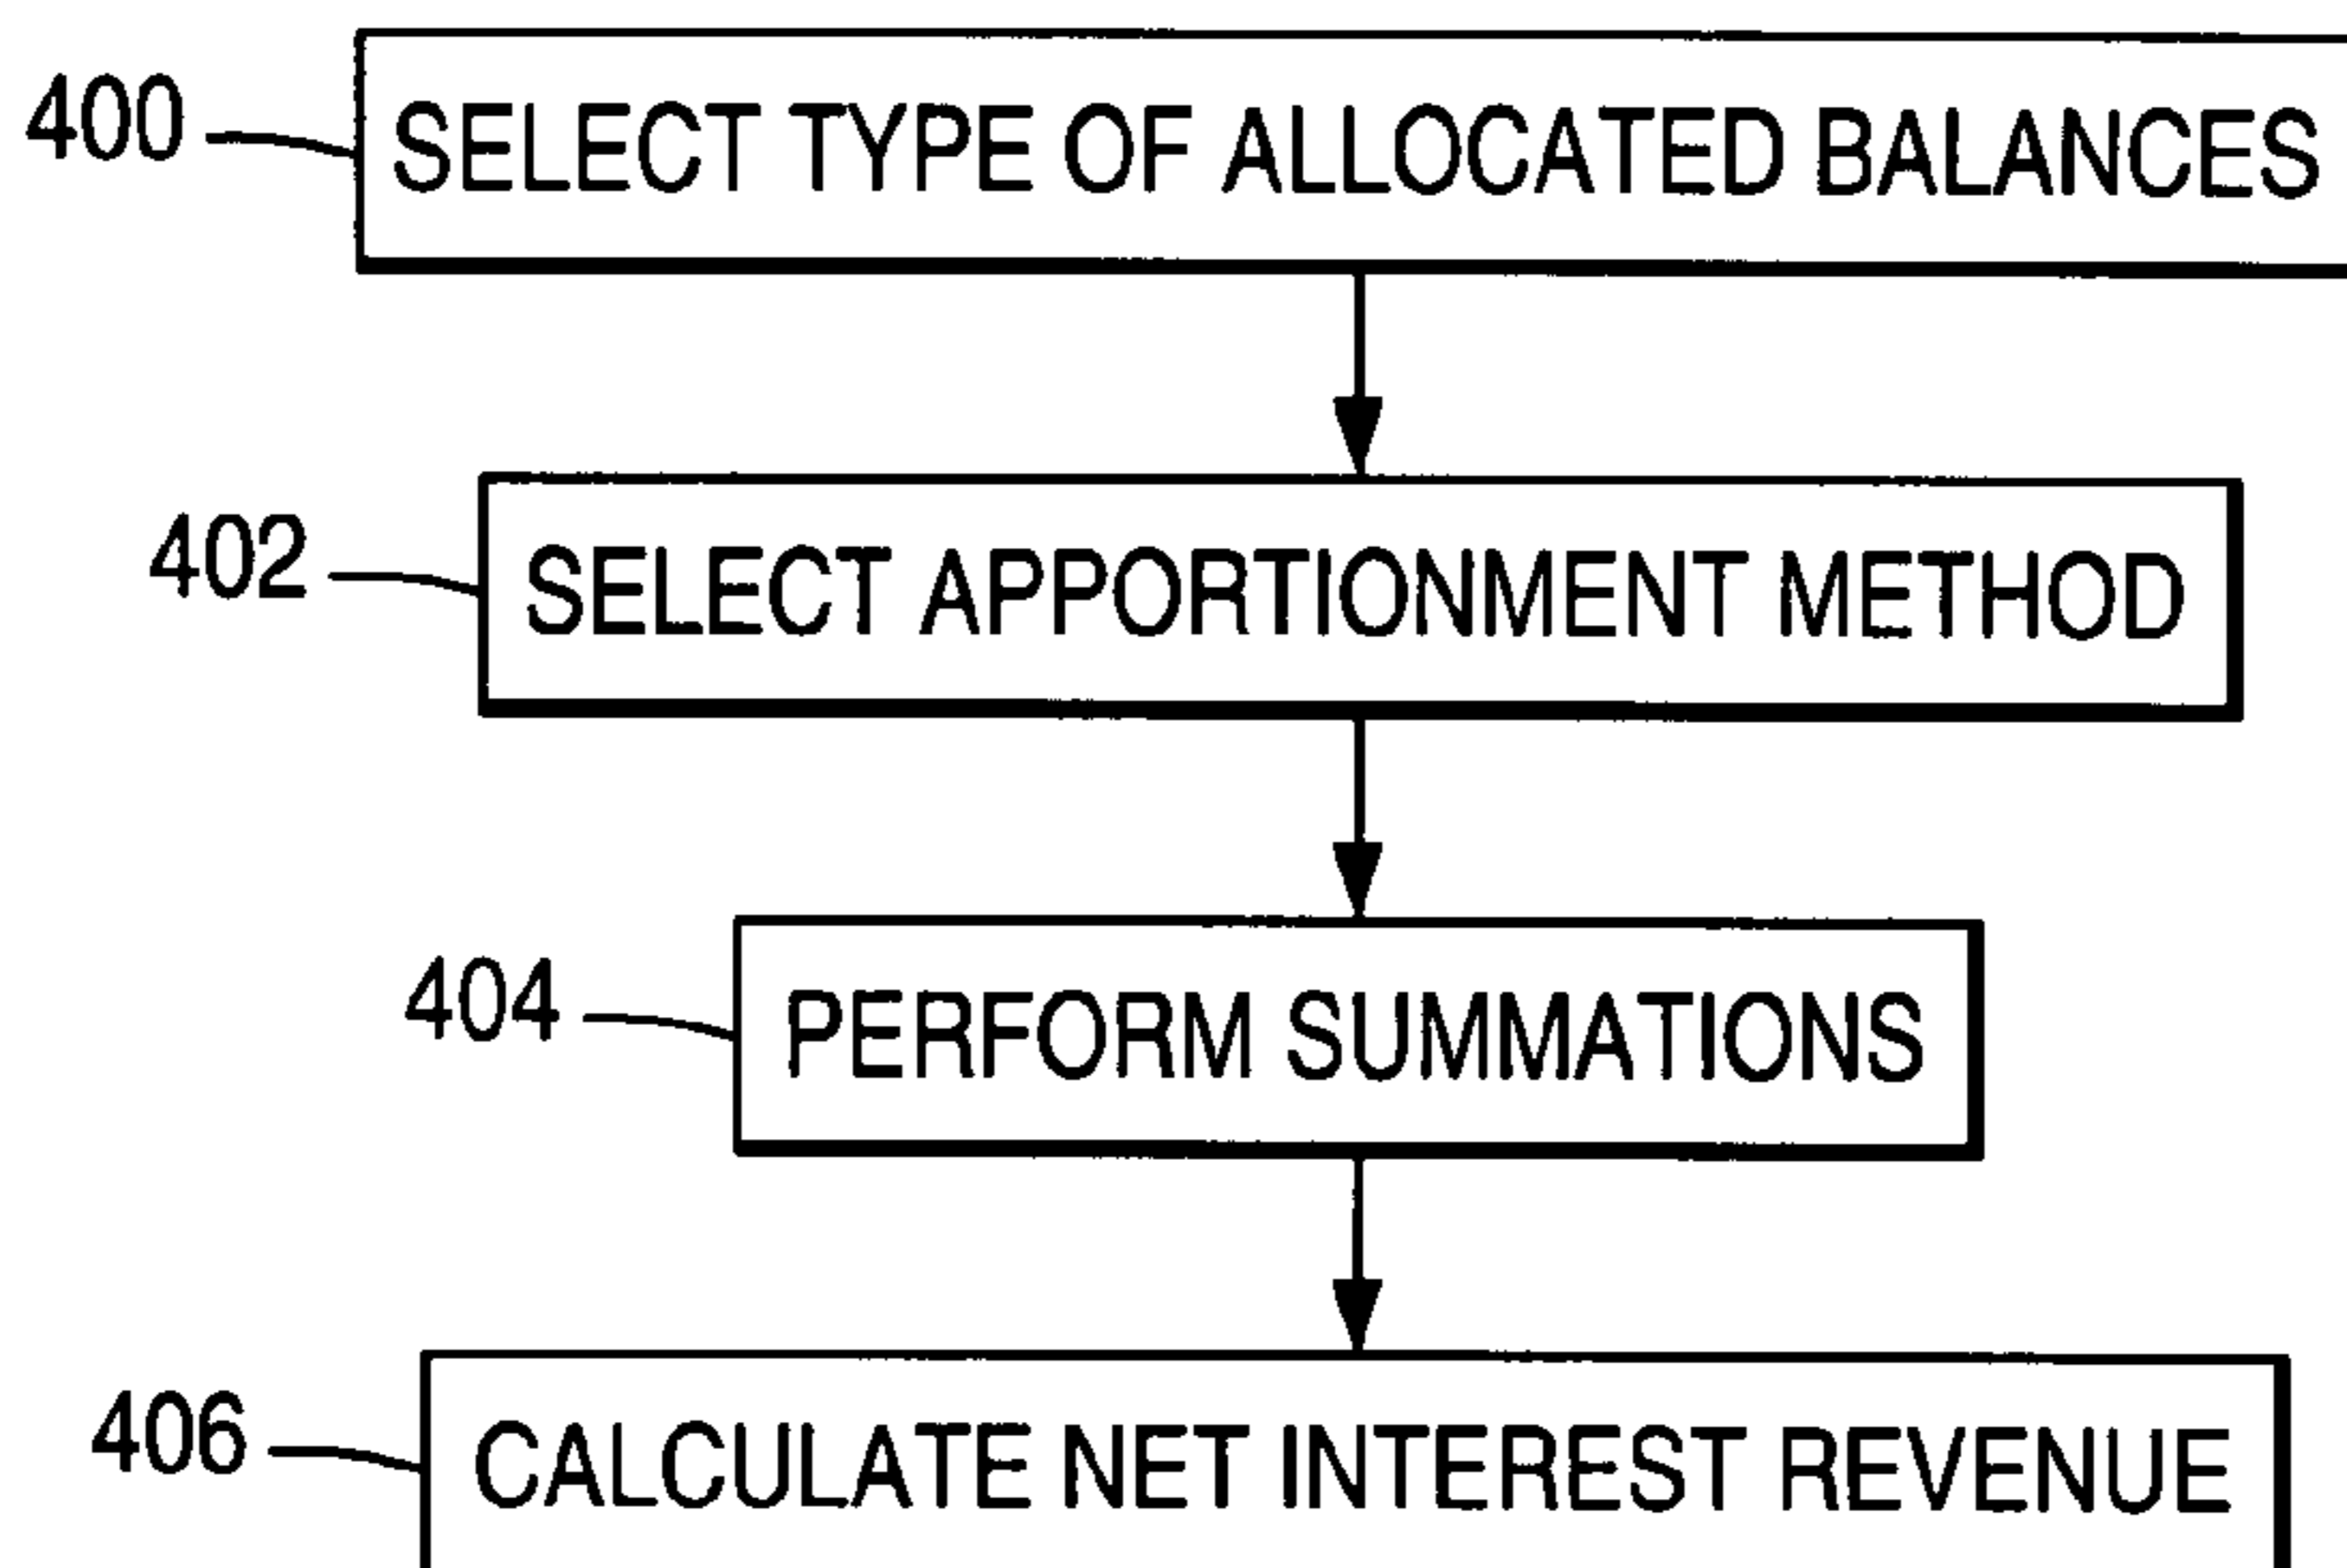 400 SELECT TYPE OF ALLOCATED BALANCES
402 SELECT APPORTIONMENT METHOD
404 PERFORM SUMMATIONS
406 CALCULATE NET INTEREST REVENUE